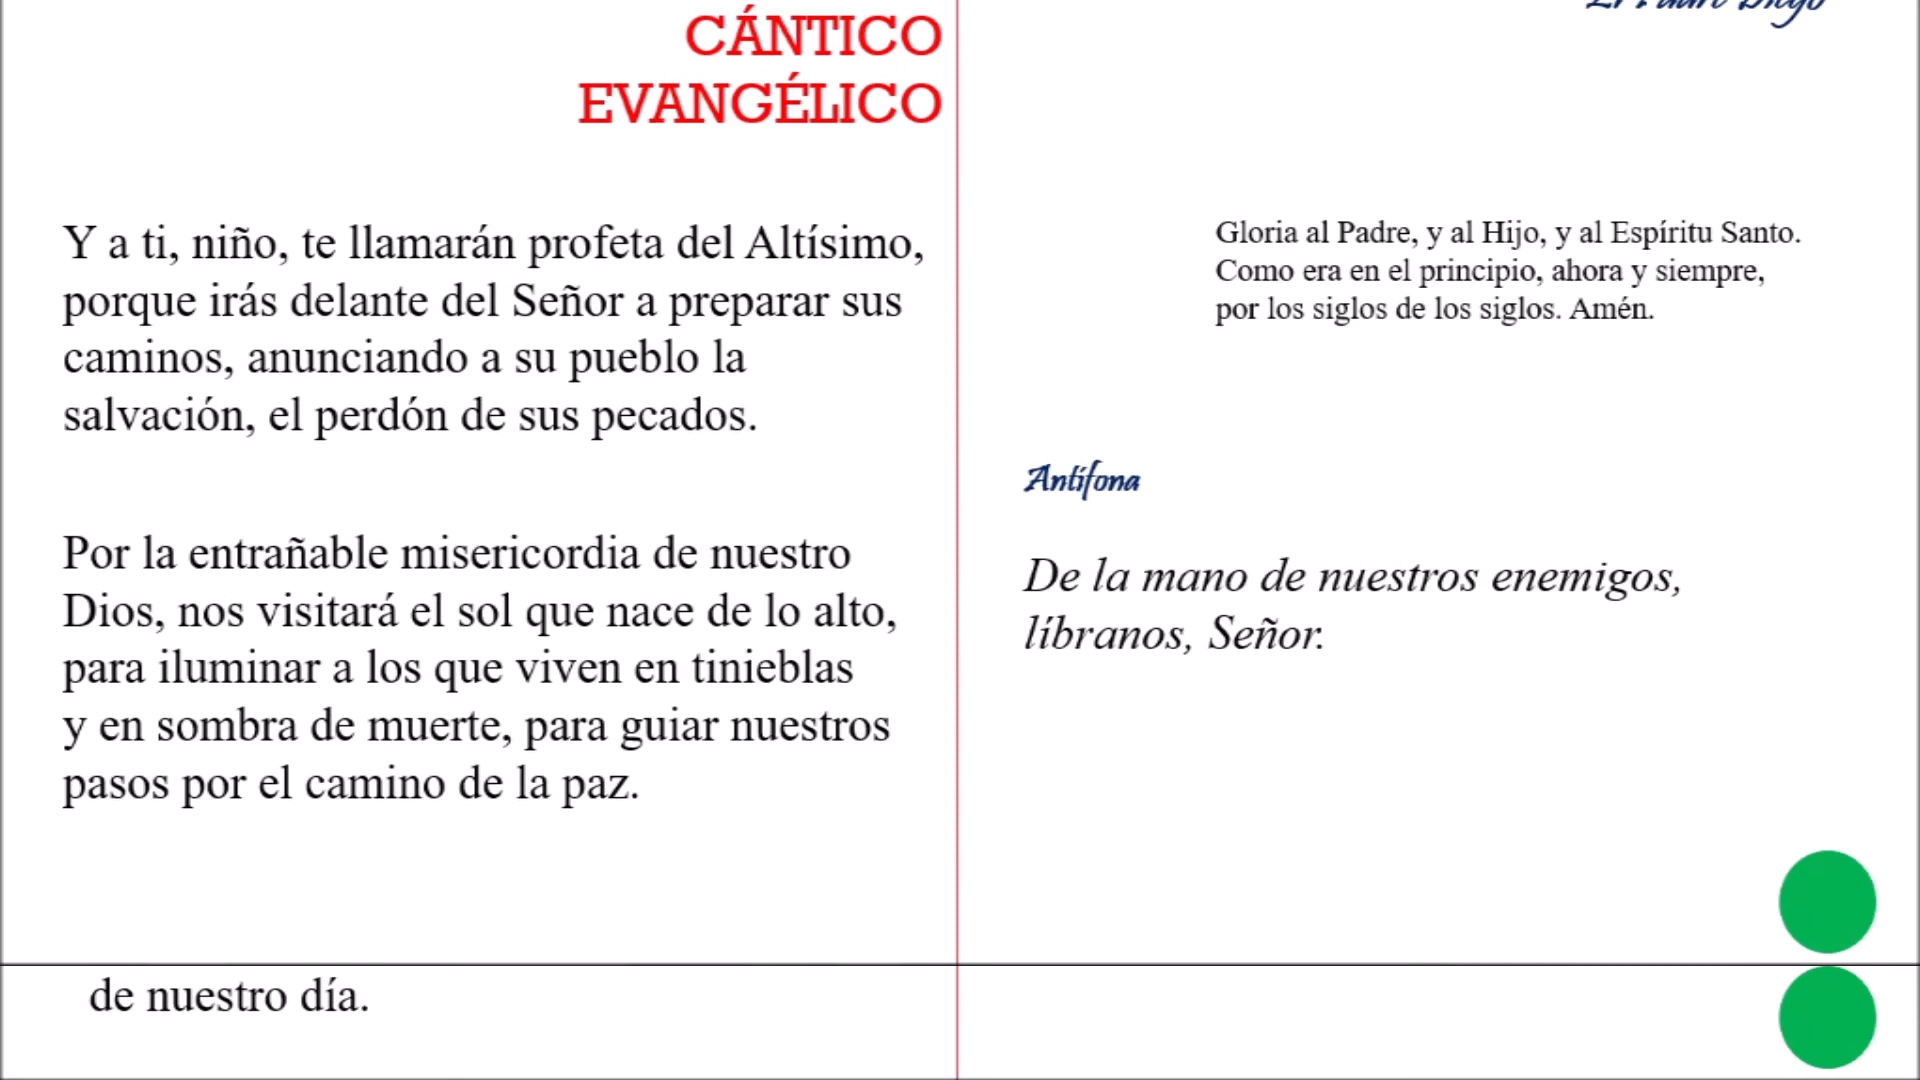 CÁNTICO
EVANGÉLICO
Y a ti, niño, te llamarán profeta del Altísimo,
porque irás delante del Señor a preparar sus
caminos, anunciando a su pueblo la
salvación, el perdón de sus pecados.
Por la entrañable misericordia de nuestro
Dios, nos visitará el sol que nace de lo alto,
para iluminar a los que viven en tinieblas
y en sombra de muerte, para guiar nuestros
pasos por el camino de la paz.
de nuestro día.
El Padre Diego
Gloria al Padre, y al Hijo, y al Espíritu Santo.
Como era en el principio, ahora y siempre,
por los siglos de los siglos. Amén.
Antífona
De la mano de nuestros enemigos,
líbranos, Señor.